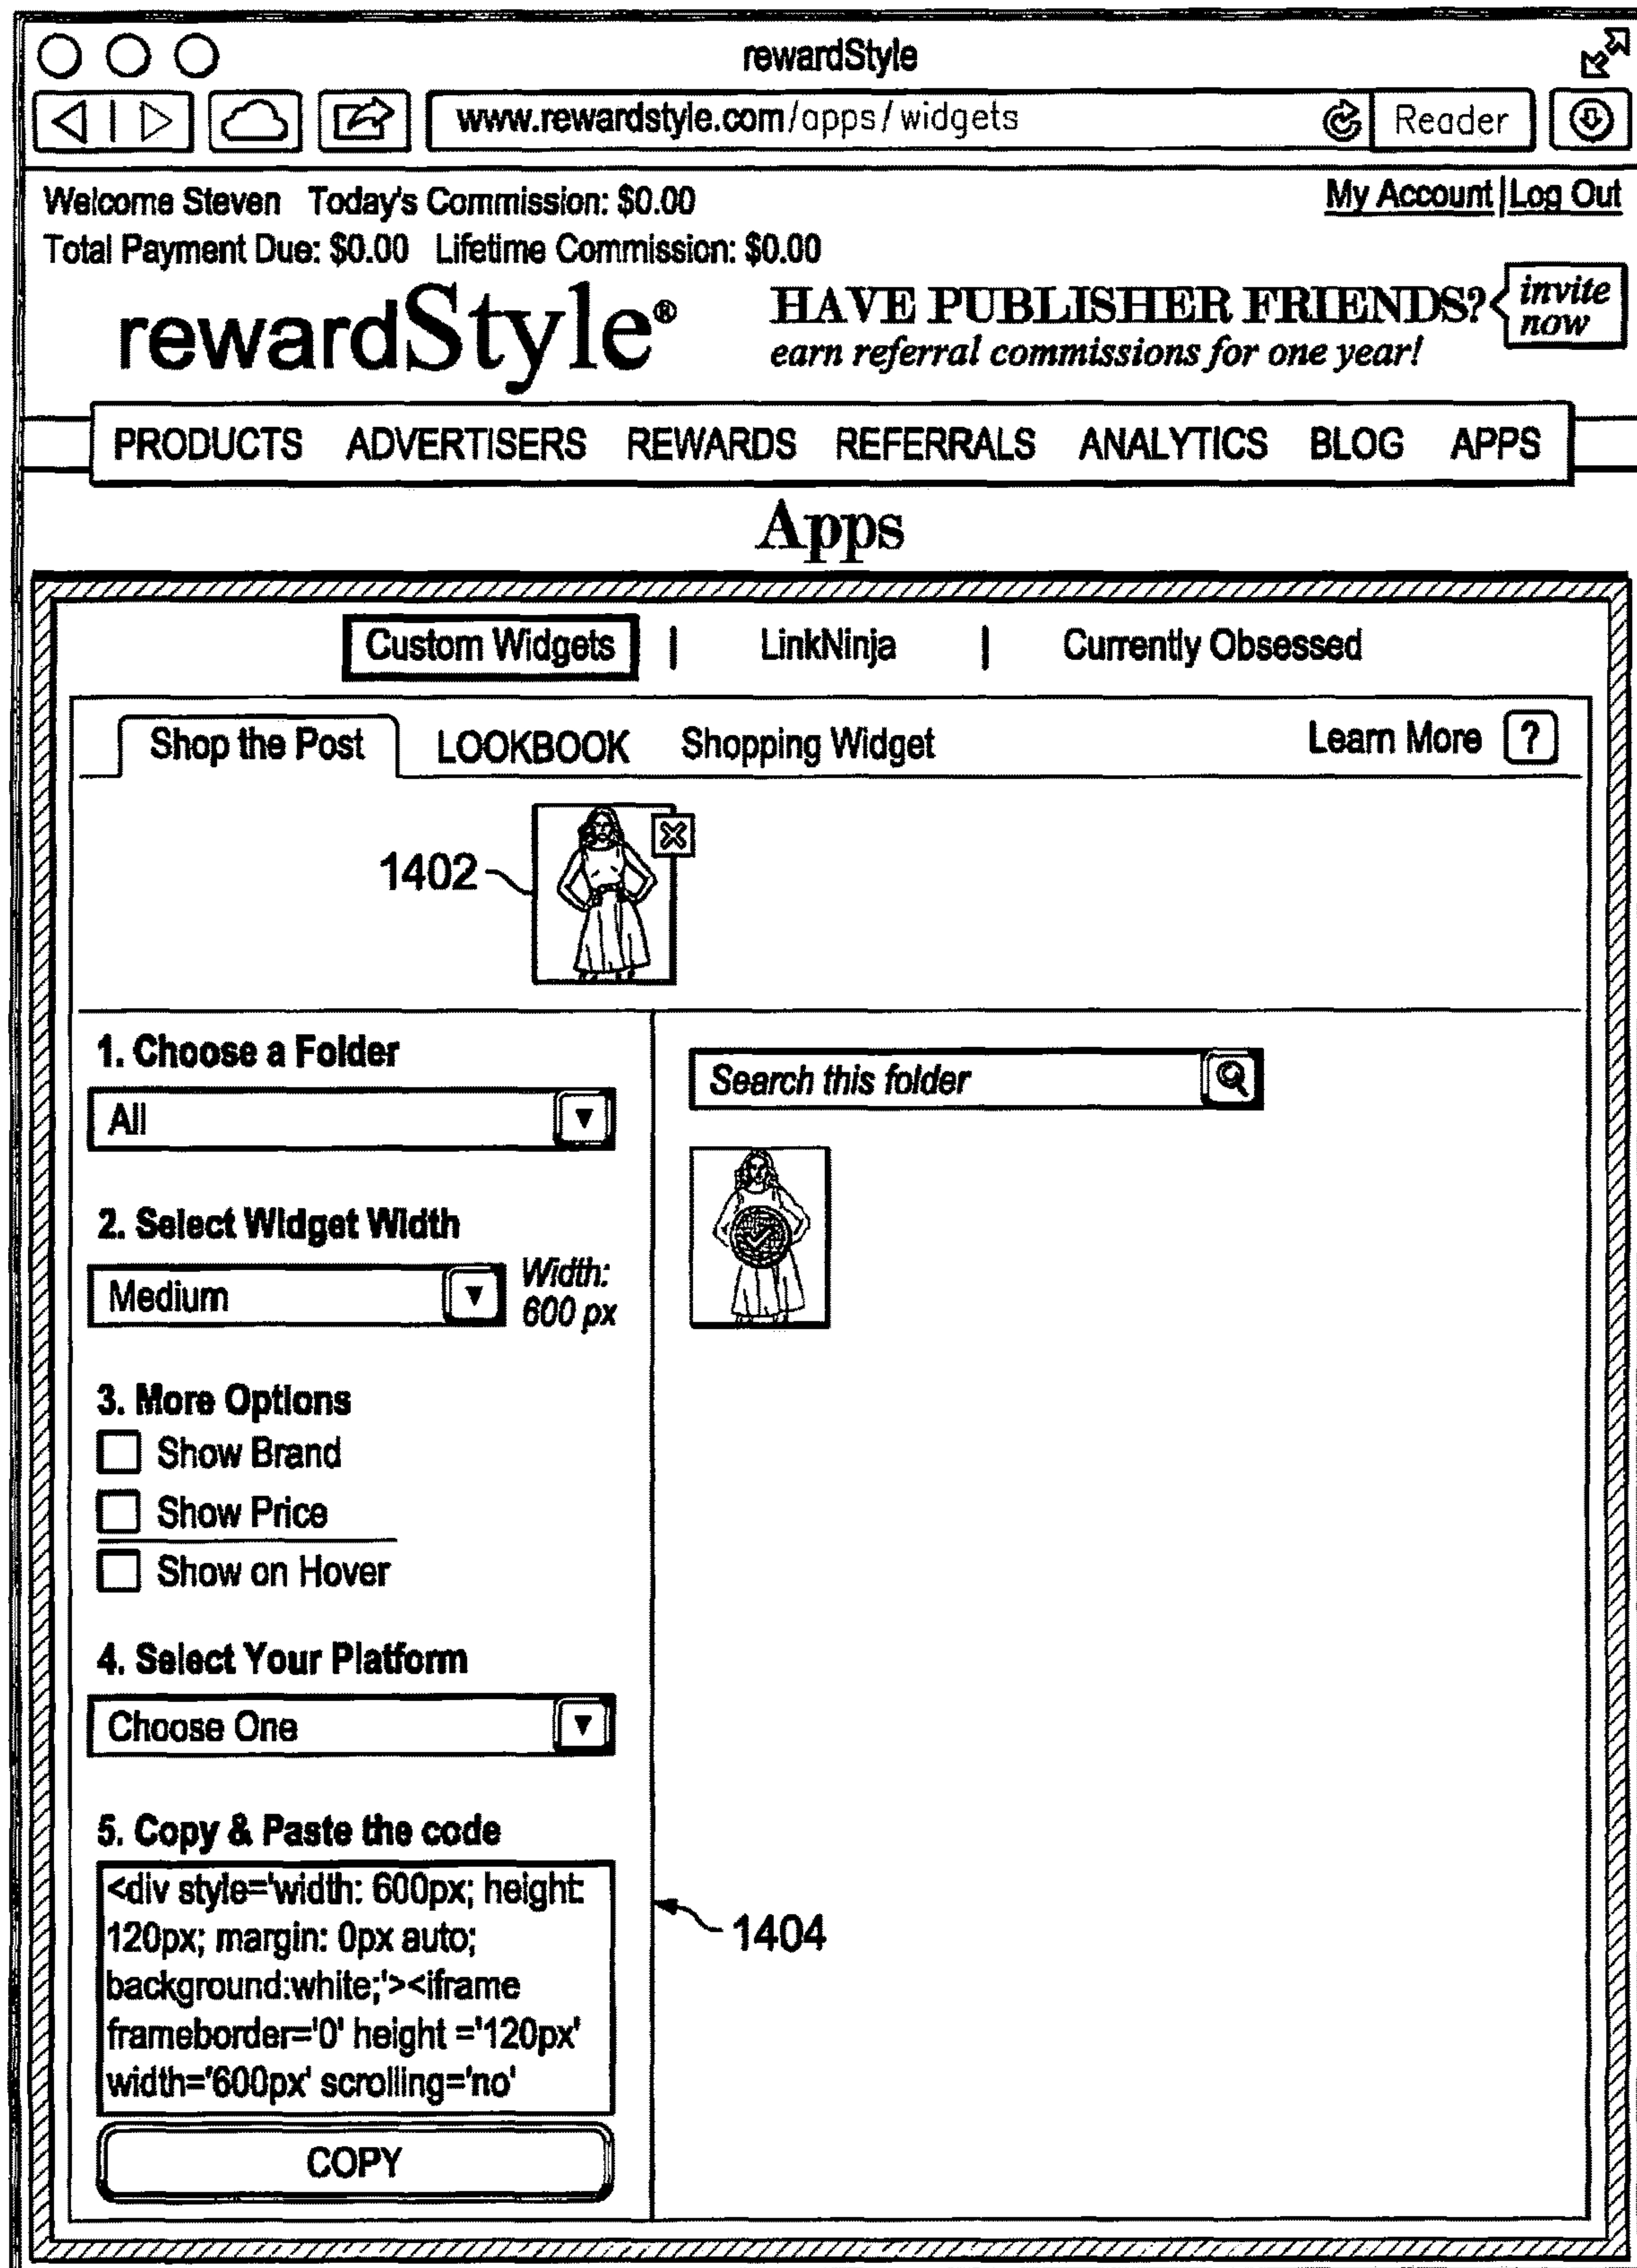 rewardStyle
www.rewardstyle.com/apps/widgets
Reader
Welcome Steven Today's Commission: $0.00
My Account | Log Out
Total Payment Due: $0.00 Lifetime Commission: $0.00
rewardStyle®
HAVE PUBLISHER FRIENDS?
earn referral commissions for one year!
invite
now
PRODUCTS ADVERTISERS REWARDS REFERRALS ANALYTICS BLOG APPS
Apps
Custom Widgets | LinkNinja | Currently Obsessed
Shop the Post LOOKBOOK Shopping Widget Learn More ?
1402
1. Choose a Folder
All
Search this folder
2. Select Widget Width
Medium
Width:
600 px
3. More Options
Show Brand
Show Price
Show on Hover
4. Select Your Platform
Choose One
5. Copy & Paste the code
<div style='width: 600px; height:
120px; margin: 0px auto;
background:white;'><iframe
frameborder='0' height ='120px'
width='600px' scrolling='no'
1404
COPY